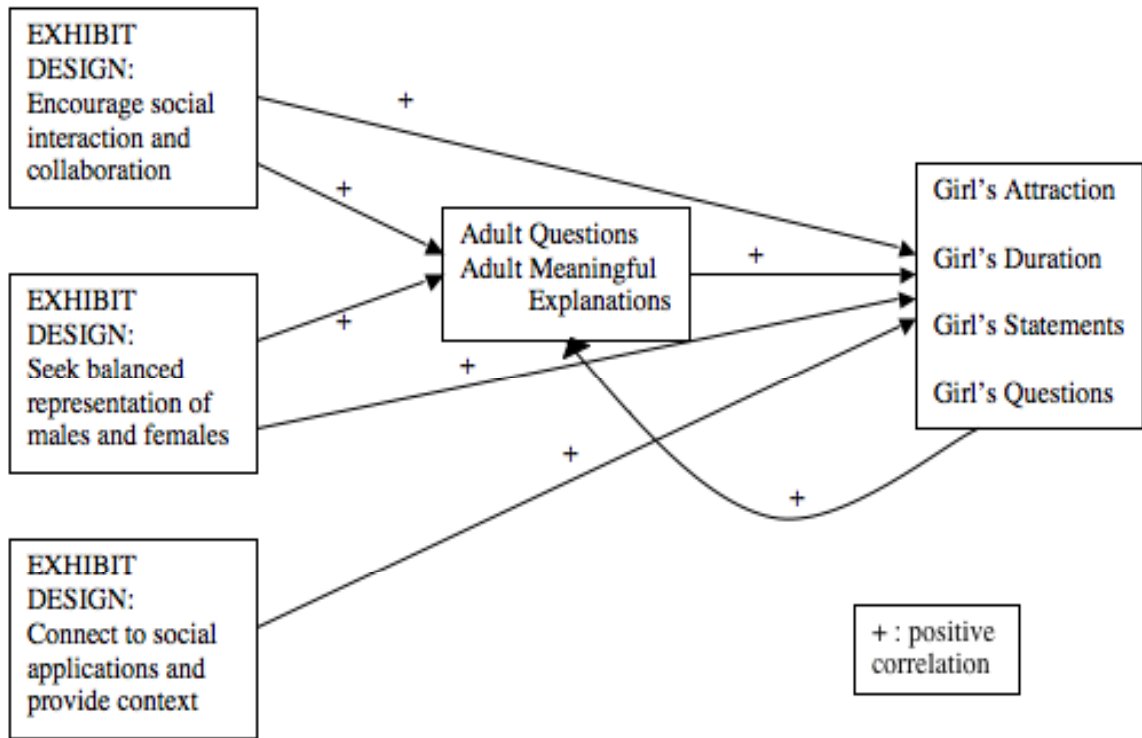 EXHIBIT
DESIGN:
Encourage social
interaction and
collaboration
+
+
EXHIBIT
DESIGN:
Seek balanced
representation of
males and females
+
+
EXHIBIT
DESIGN:
Connect to social
applications and
provide context
+
Adult Questions
Adult Meaningful
Explanations
+
+
Girl's Attraction
Girl's Duration
Girl's Statements
Girl's Questions
+ : positive
correlation